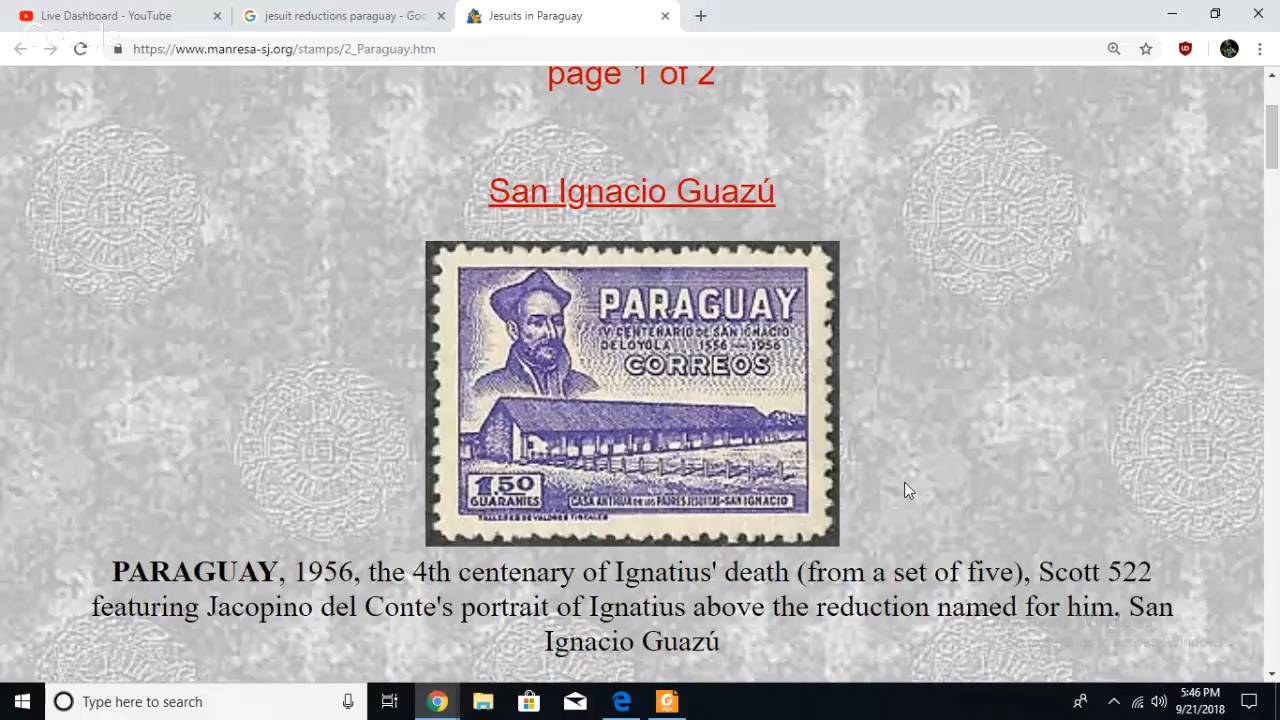 Live Dashboard - YouTube
jesuit reductions paraguay - Goo
Jesuits in Paraguay
https://www.manresa-sj.org/stamps/2_Paraguay.htm
page 1 of 2
San Ignacio Guazú
PARAGUAY
IV CENTENARIO DE SAN IGNACIO
DE LOYOLA 1556 - 1956
CORREOS
1.50
GUARANIES
CASA ANTIGUA DE LOS PADRES JESUITAS-SAN IGNACIO
TALLERES DE VALORES FISCALES
PARAGUAY, 1956, the 4th centenary of Ignatius' death (from a set of five), Scott 522
featuring Jacopino del Conte's portrait of Ignatius above the reduction named for him, San
Ignacio Guazú
Type here to search
5:46 PM
9/21/2018